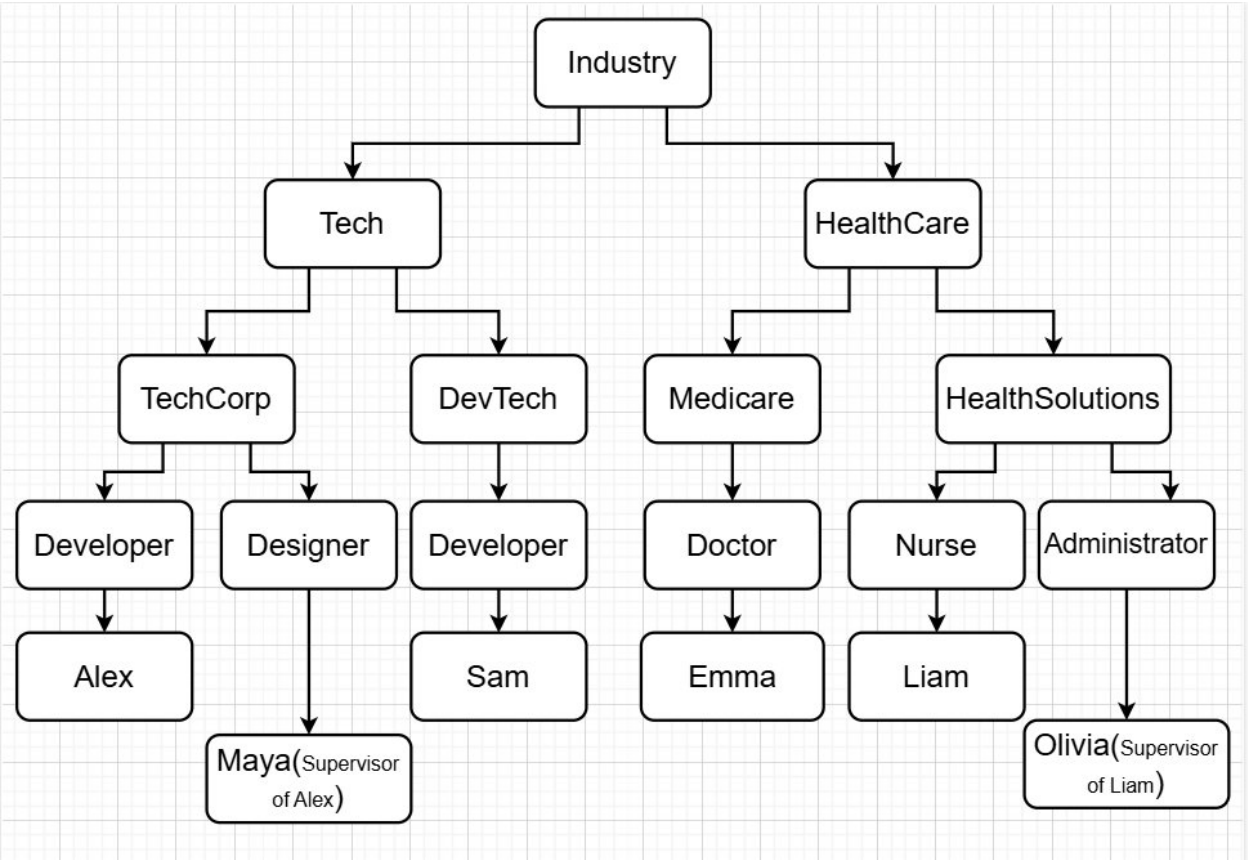 Industry
Tech
HealthCare
TechCorp
DevTech
Medicare
HealthSolutions
Developer
Designer
Developer
Doctor
Nurse
Administrator
Alex
Sam
Emma
Liam
Maya(Supervisor
of Alex)
Olivia(Supervisor
of Liam)